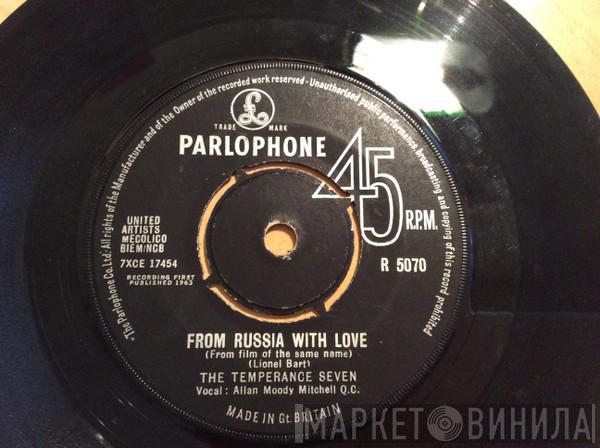 "The Parlophone Co. Ltd: All rights of the Manufacturer and of the Owner of the recorded work reserved · Unauthorised public performance, broadcasting and copying of this record prohibited
£
TRADE MARK
PARLOPHONE
45
R.P.M.
UNITED
ARTISTS
MECOLICO
BIEM/NCB
7XCE 17454
R 5070
RECORDING FIRST
PUBLISHED 1963
FROM RUSSIA WITH LOVE
(From film of the same name)
(Lionel Bart)
THE TEMPERANCE SEVEN
Vocal : Allan Moody Mitchell Q.C.
MADE IN Gt. BRITAIN
МАРКЕТ ВИНИЛА